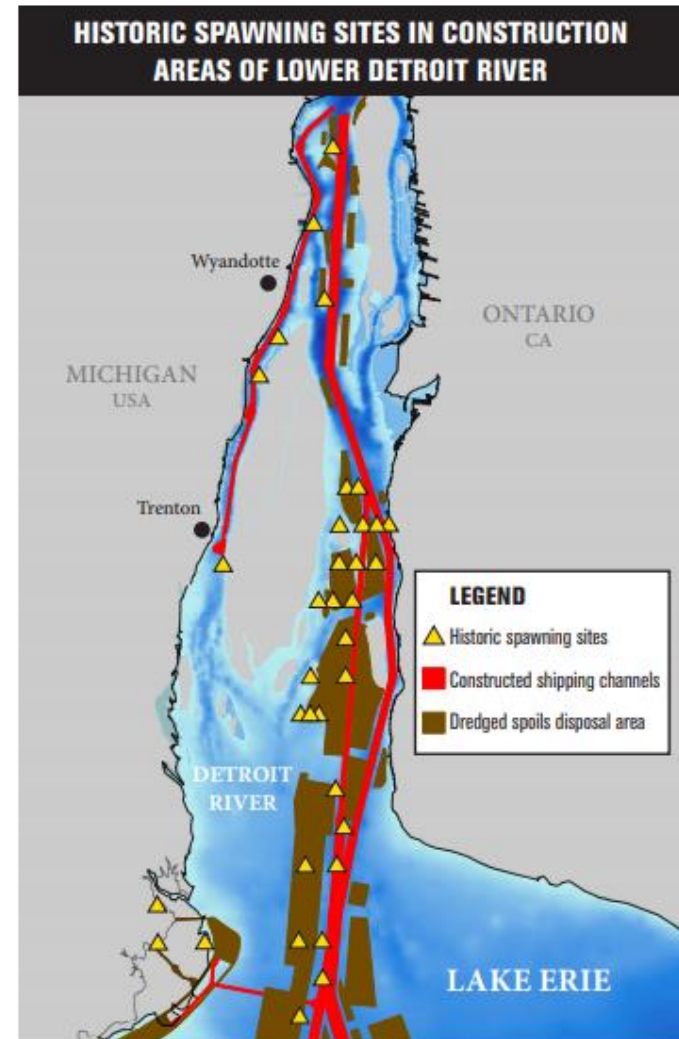 HISTORIC SPAWNING SITES IN CONSTRUCTION
AREAS OF LOWER DETROIT RIVER
Wyandotte
ONTARIO
CA
MICHIGAN
USA
Trenton
LEGEND
Historic spawning sites
Constructed shipping channels
Dredged spoils disposal area
DETROIT
RIVER
LAKE ERIE